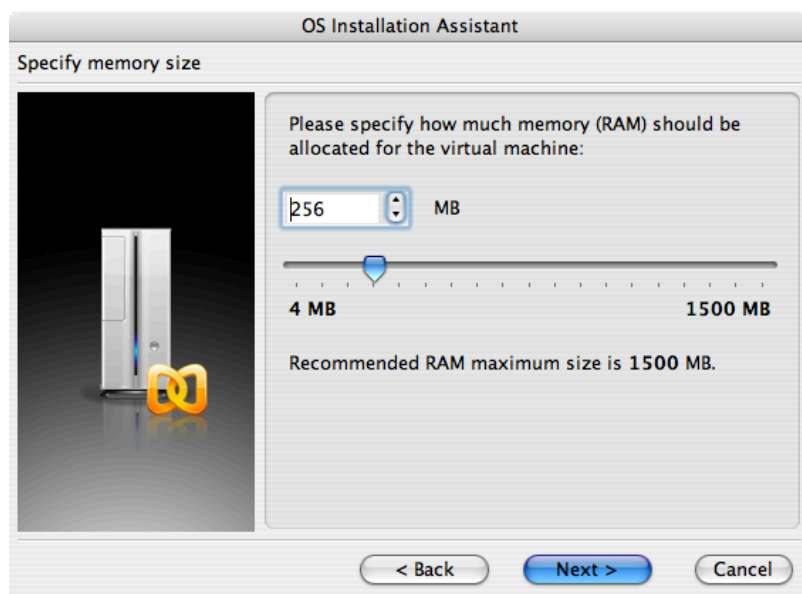 OS Installation Assistant
Specify memory size
Please specify how much memory (RAM) should be
allocated for the virtual machine:
256 MB
4 MB 1500 MB
Recommended RAM maximum size is 1500 MB.
< Back Next > Cancel